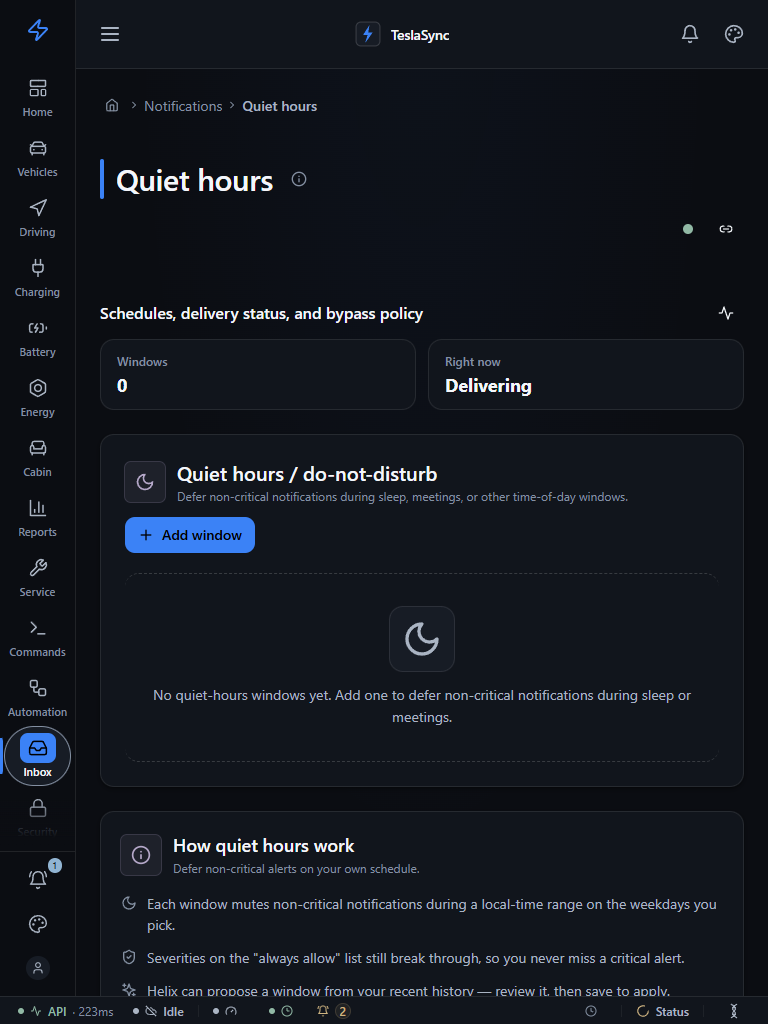 TeslaSync
Home
Vehicles
Driving
Charging
Battery
Energy
Cabin
Reports
Service
Commands
Automation
Inbox
Security
1
Notifications
Quiet hours
Quiet hours
Schedules, delivery status, and bypass policy
Windows
0
Right now
Delivering
Quiet hours / do-not-disturb
Defer non-critical notifications during sleep, meetings, or other time-of-day windows.
Add window
No quiet-hours windows yet. Add one to defer non-critical notifications during sleep or
meetings.
How quiet hours work
Defer non-critical alerts on your own schedule.
Each window mutes non-critical notifications during a local-time range on the weekdays you
pick.
Severities on the "always allow" list still break through, so you never miss a critical alert.
Helix can propose a window from your recent history — review it, then save to apply.
API · 223ms
Idle
2
Status